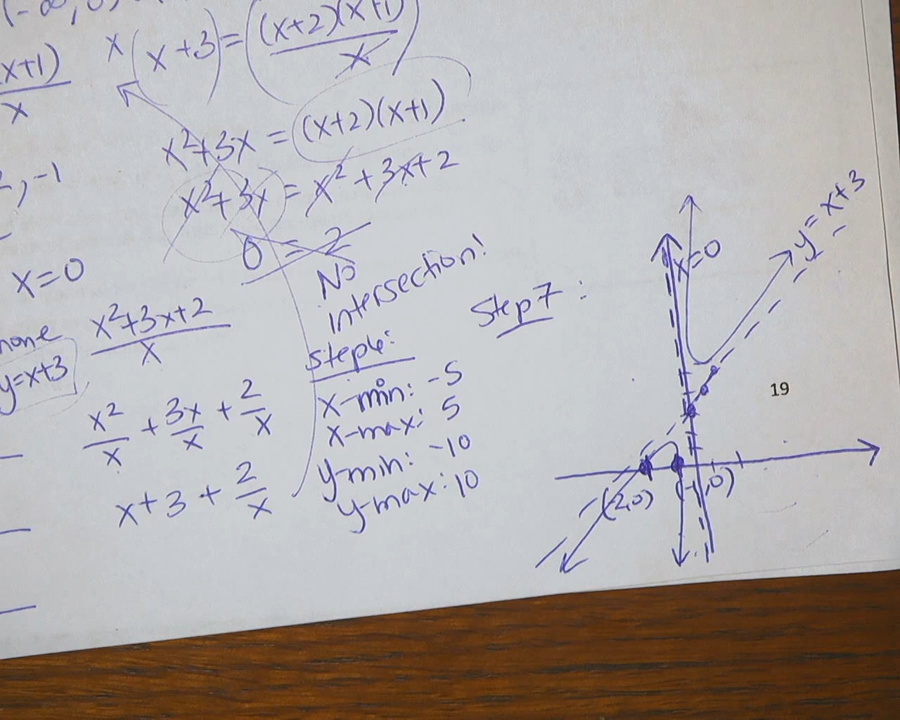 (-∞, 0)
x(x+3) = ((x+2)(x+1)/x)
x+1)/x
x²+3x = (x+2)(x+1)
x²+3x = x²+3x+2
0 = 2
, -1
No
intersection!
x=0
none
y=x+3
x²+3x+2/x
x²/x + 3x/x + 2/x
x+3 + 2/x
Step6:
x-min: -5
x-max: 5
y-min: -10
y-max: 10
Step 7:
x=0
y=x+3
(-2,0)
(-1,0)
19